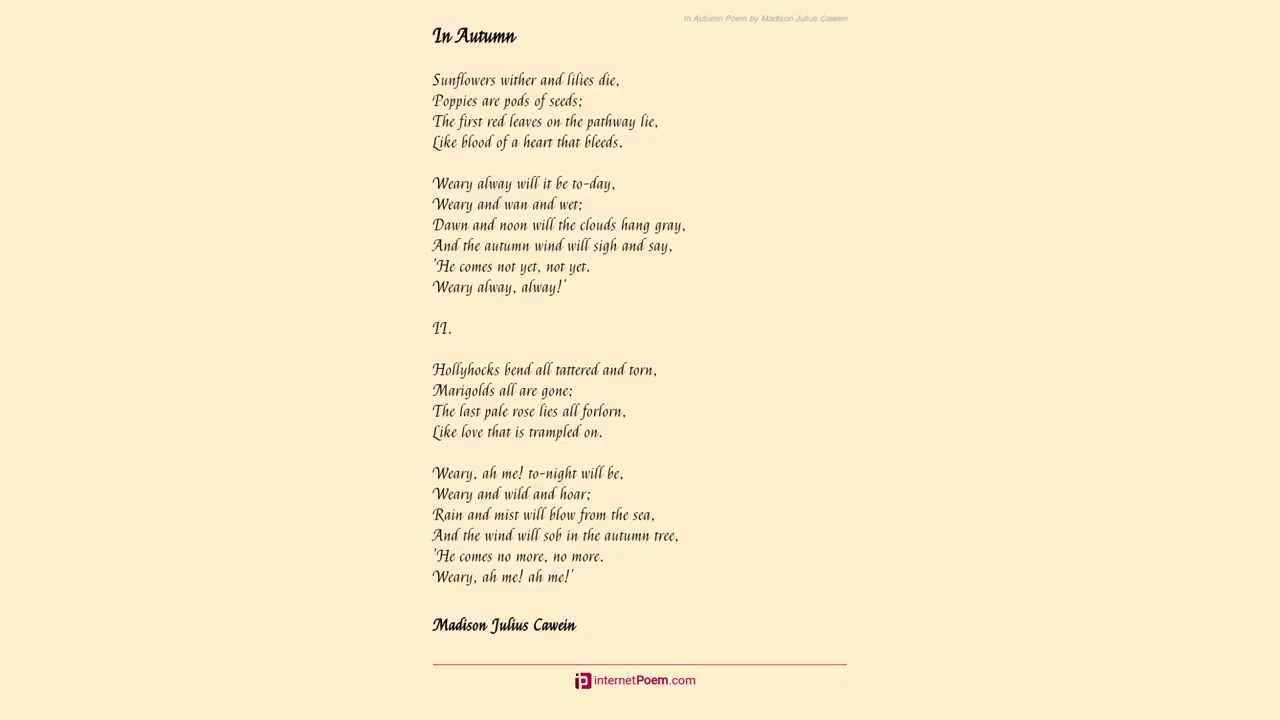 In Autumn Poem by Madison Julius Cawein
In Autumn
Sunflowers wither and lilies die,
Poppies are pods of seeds;
The first red leaves on the pathway lie,
Like blood of a heart that bleeds.
Weary alway will it be to-day,
Weary and wan and wet;
Dawn and noon will the clouds hang gray,
And the autumn wind will sigh and say,
'He comes not yet, not yet.
Weary alway, alway!'
II.
Hollyhocks bend all tattered and torn,
Marigolds all are gone;
The last pale rose lies all forlorn,
Like love that is trampled on.
Weary, ah me! to-night will be,
Weary and wild and hoar;
Rain and mist will blow from the sea,
And the wind will sob in the autumn tree,
'He comes no more, no more.
Weary, ah me! ah me!'
Madison Julius Cawein
internetPoem.com